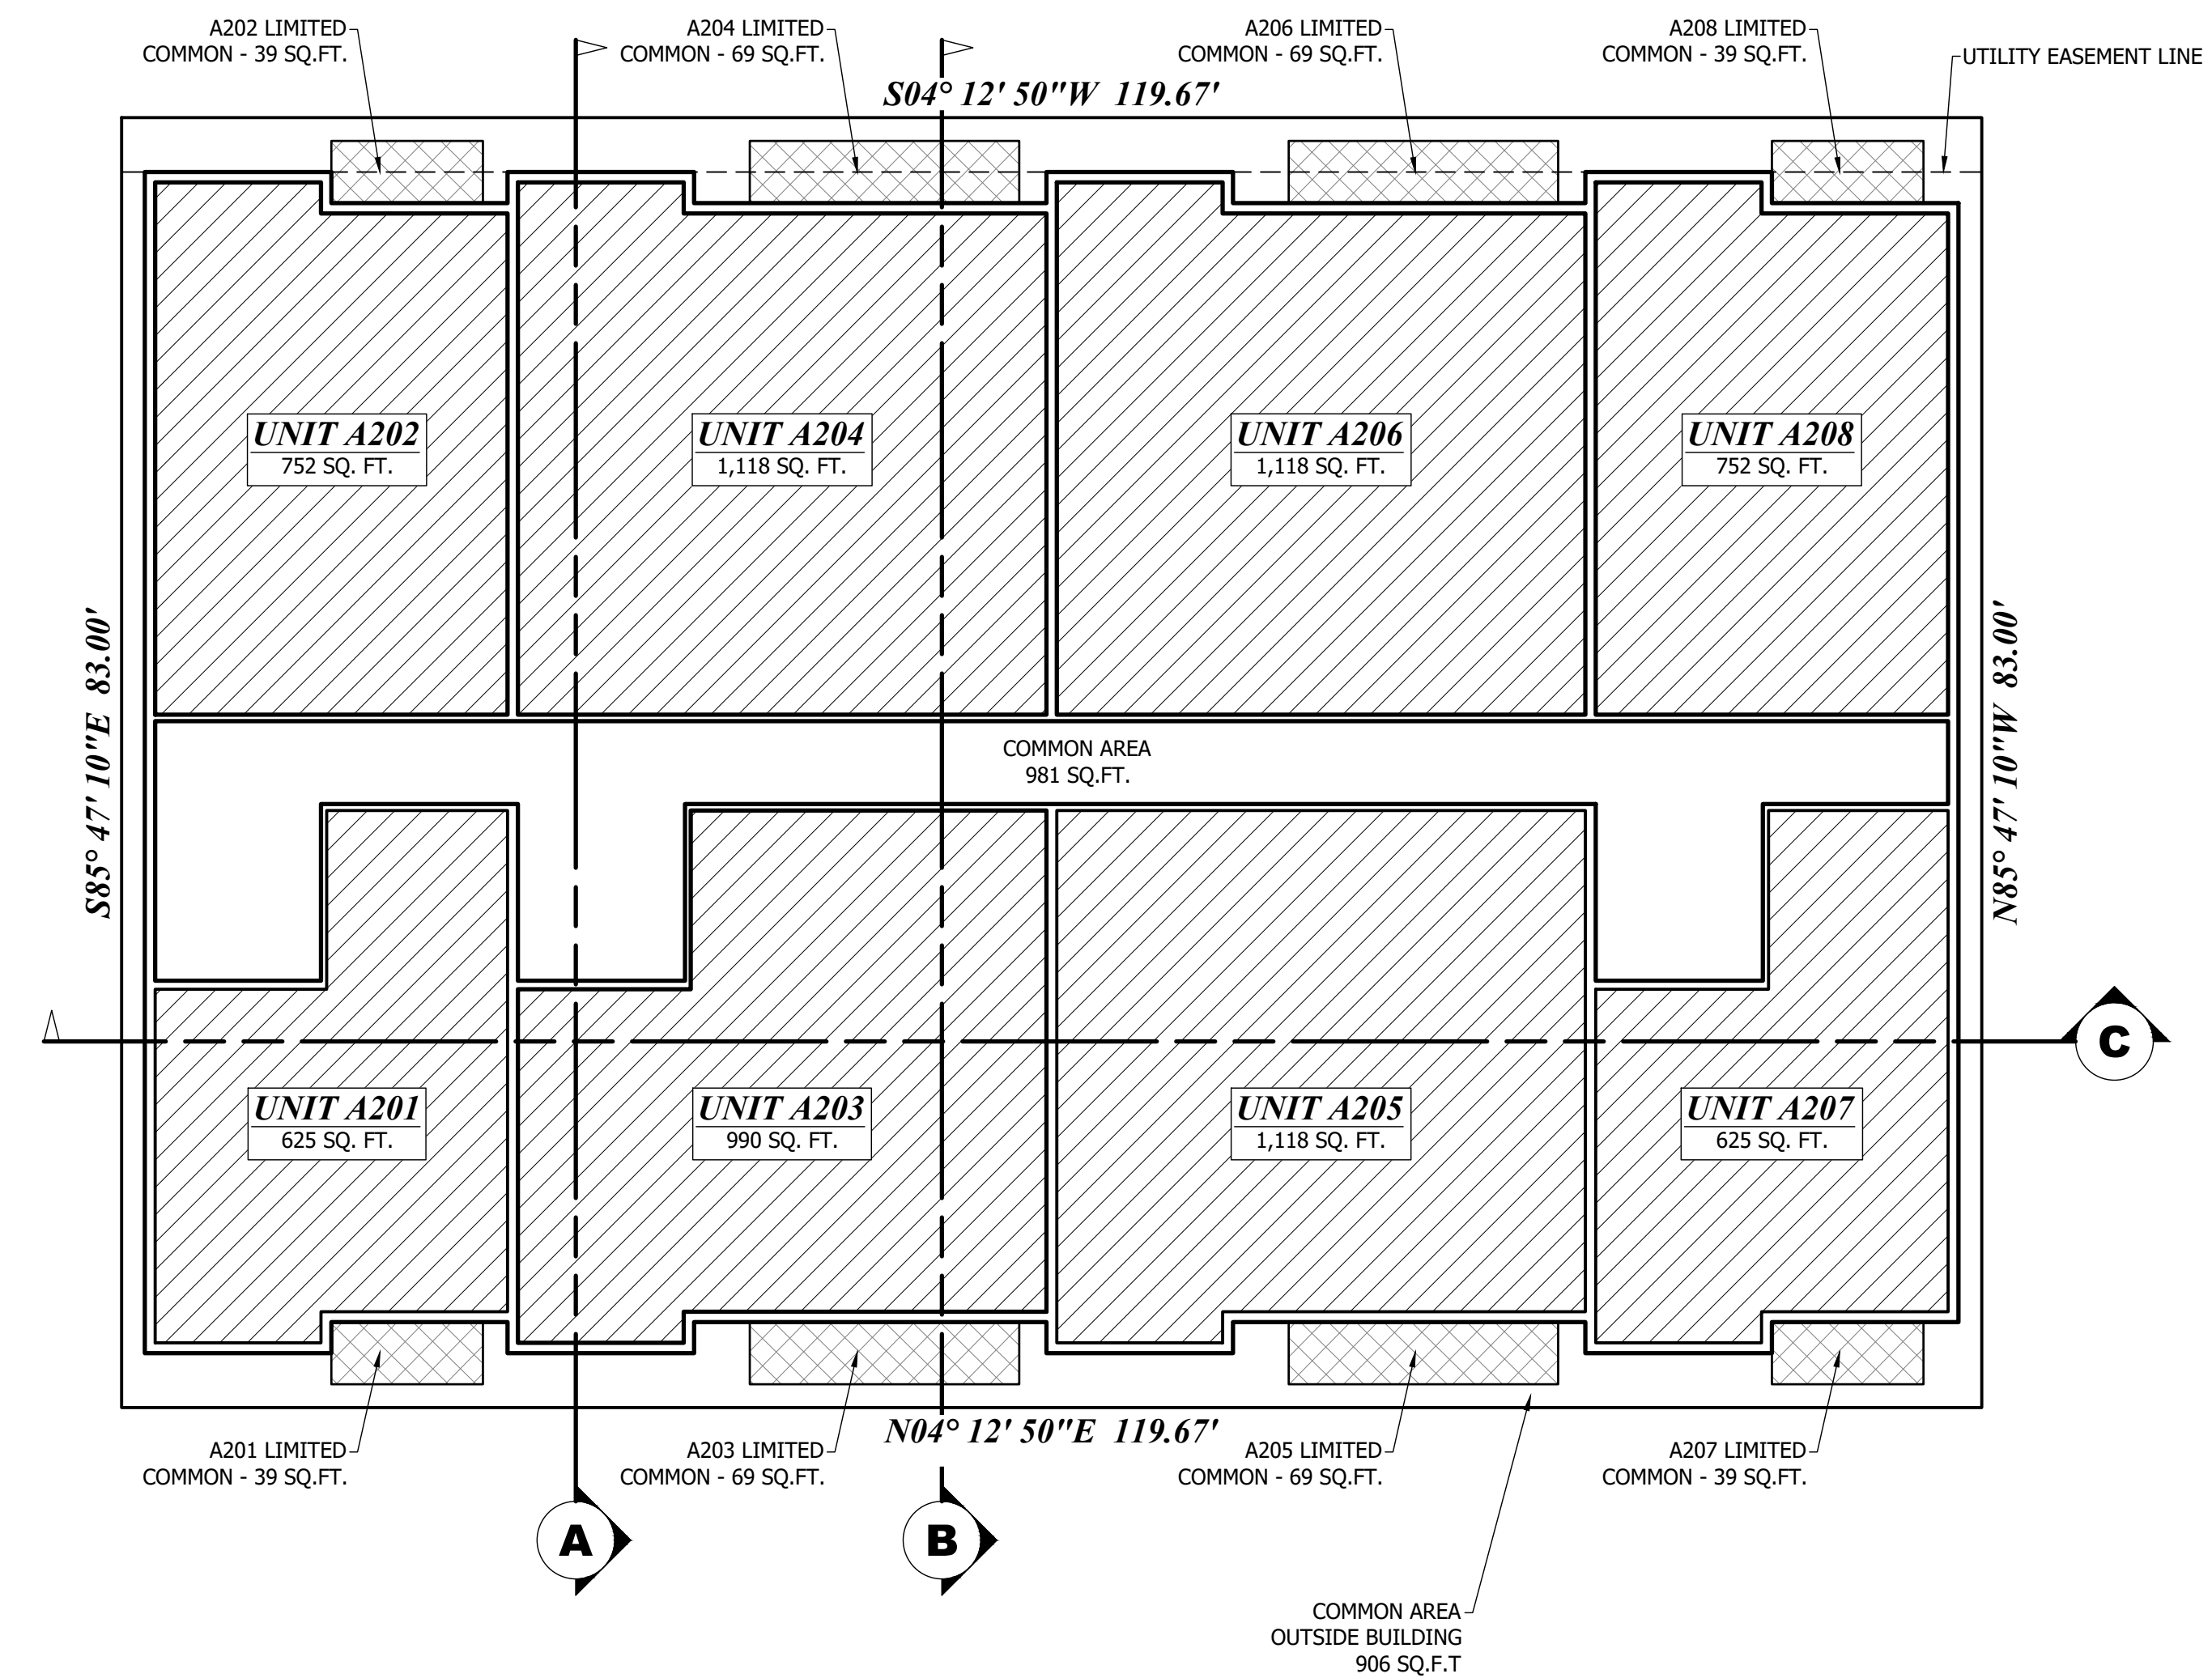 A202 LIMITED
COMMON - 39 SQ.FT.
A204 LIMITED
COMMON - 69 SQ.FT.
A206 LIMITED
COMMON - 69 SQ.FT.
A208 LIMITED
COMMON - 39 SQ.FT.
UTILITY EASEMENT LINE
S04° 12' 50"W 119.67'
UNIT A202
752 SQ. FT.
UNIT A204
1,118 SQ. FT.
UNIT A206
1,118 SQ. FT.
UNIT A208
752 SQ. FT.
S85° 47' 10"E 83.00'
N85° 47' 10"W 83.00'
COMMON AREA
981 SQ.FT.
C
UNIT A201
625 SQ. FT.
UNIT A203
990 SQ. FT.
UNIT A205
1,118 SQ. FT.
UNIT A207
625 SQ. FT.
N04° 12' 50"E 119.67'
A201 LIMITED
COMMON - 39 SQ.FT.
A203 LIMITED
COMMON - 69 SQ.FT.
A205 LIMITED
COMMON - 69 SQ.FT.
A207 LIMITED
COMMON - 39 SQ.FT.
A
B
COMMON AREA
OUTSIDE BUILDING
906 SQ.F.T